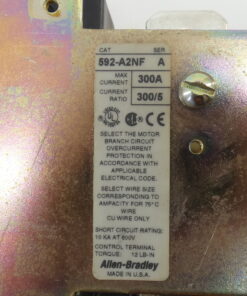 CAT SER
592-A2NF A
MAX
CURRENT 300A
CURRENT
RATIO 300/5
UL LISTED
SELECT THE MOTOR
BRANCH CIRCUIT
OVERCURRENT
PROTECTION IN
ACCORDANCE WITH
APPLICABLE
ELECTRICAL CODE.
SELECT WIRE SIZE
CORRESPONDING TO
AMPACITY FOR 75°C
WIRE
CU WIRE ONLY
SHORT CIRCUIT RATING:
10 KA AT 600V
CONTROL TERMINAL
TORQUE: 12 LB-IN
Allen-Bradley
MADE IN U.S.A.